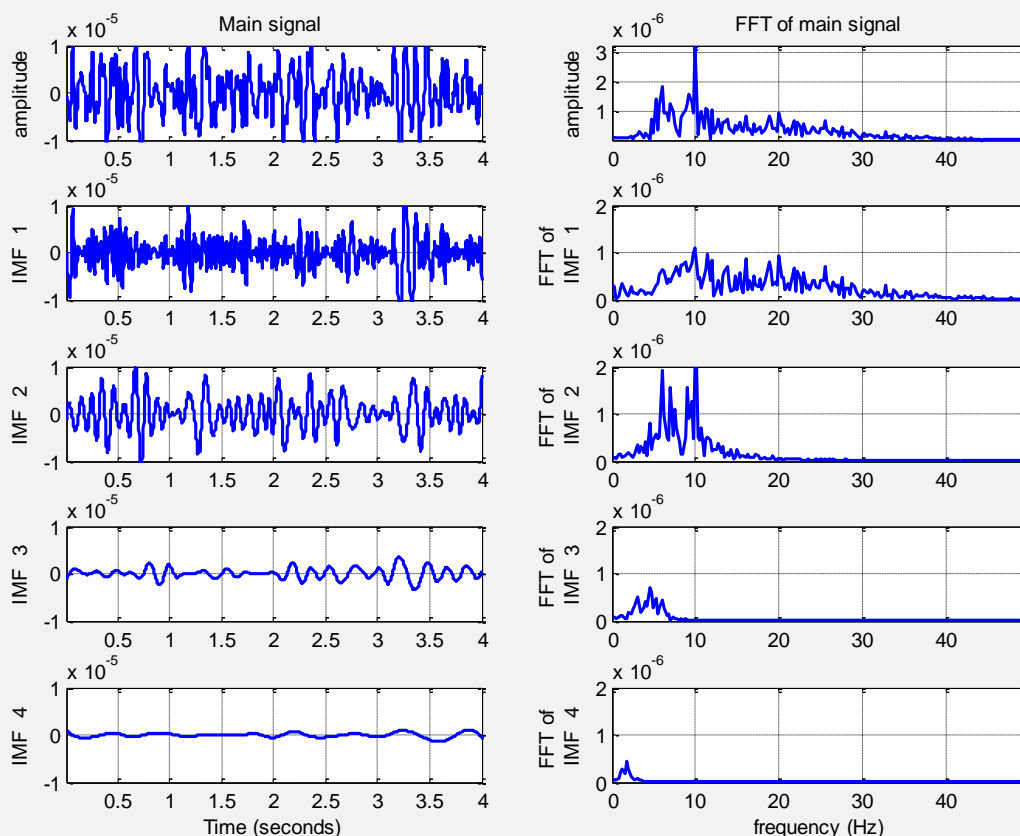 Main signal
x 10^-5
amplitude
1
0
-1
0.5 1 1.5 2 2.5 3 3.5 4
FFT of main signal
x 10^-6
amplitude
3
2
1
0
0 10 20 30 40
x 10^-5
IMF 1
1
0
-1
0.5 1 1.5 2 2.5 3 3.5 4
x 10^-6
FFT of
IMF 1
2
1
0
0 10 20 30 40
x 10^-5
IMF 2
1
0
-1
0.5 1 1.5 2 2.5 3 3.5 4
x 10^-6
FFT of
IMF 2
2
1
0
0 10 20 30 40
x 10^-5
IMF 3
1
0
-1
0.5 1 1.5 2 2.5 3 3.5 4
x 10^-6
FFT of
IMF 3
2
1
0
0 10 20 30 40
x 10^-5
IMF 4
1
0
-1
0.5 1 1.5 2 2.5 3 3.5 4
Time (seconds)
x 10^-6
FFT of
IMF 4
2
1
0
0 10 20 30 40
frequency (Hz)